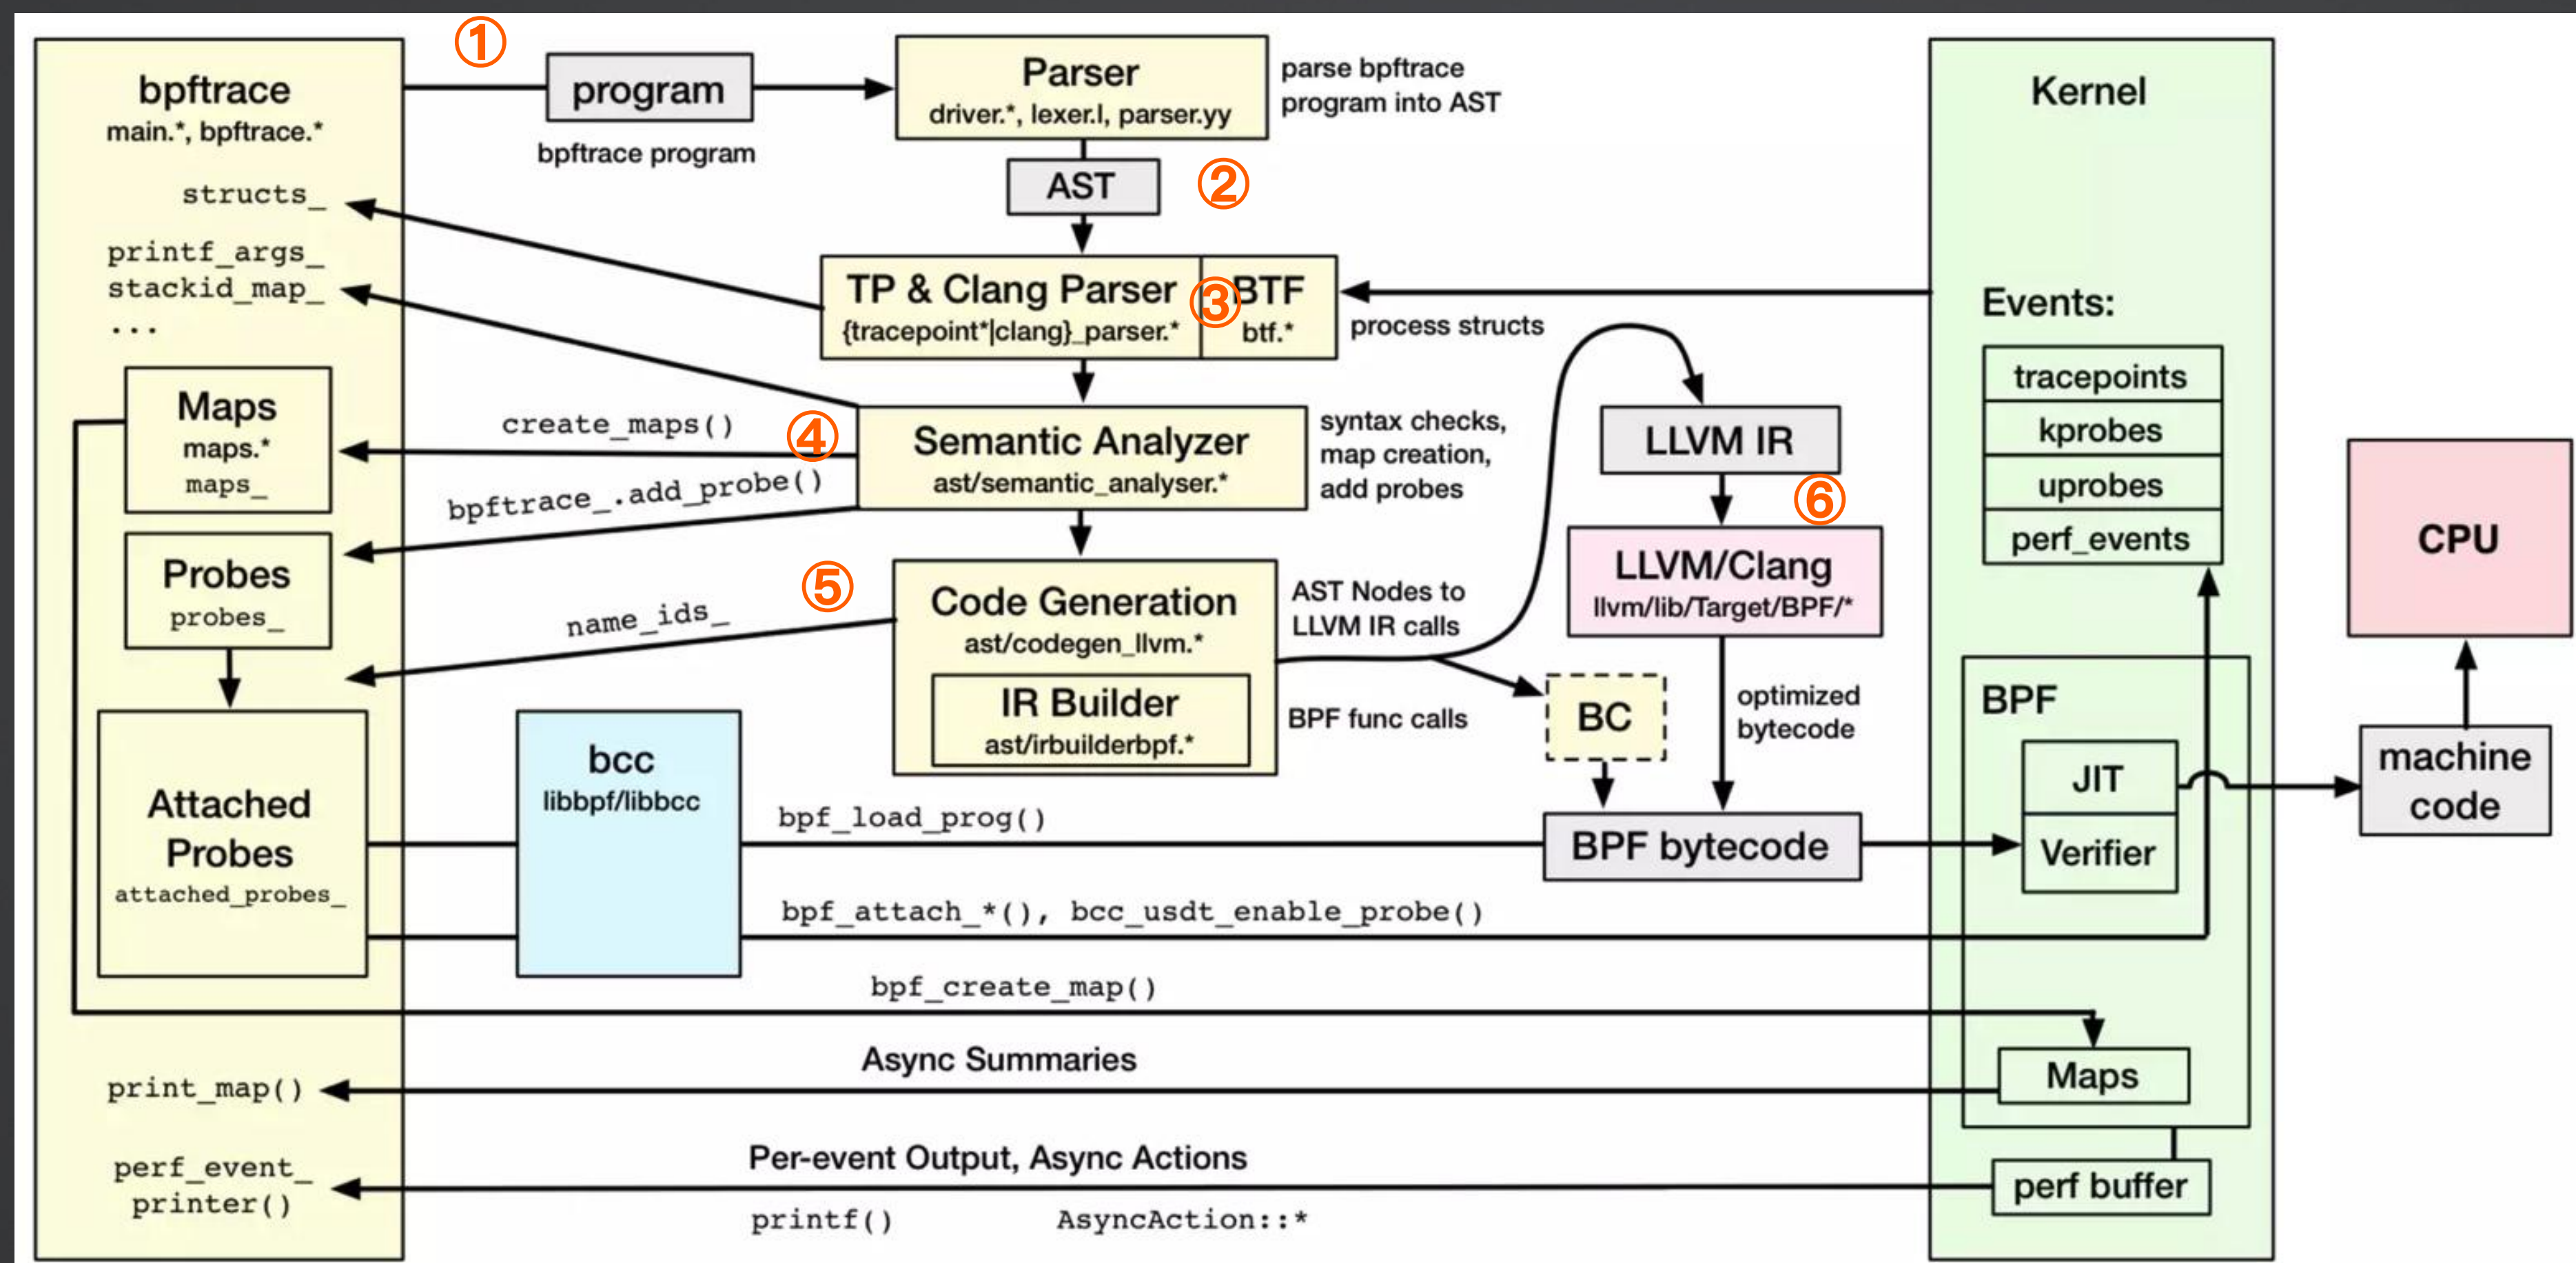 ①
bpftrace
main.*, bpftrace.*
structs_
printf_args_
stackid_map_
...
Maps
maps.*
maps_
Probes
probes_
Attached
Probes
attached_probes_
print_map()
perf_event_
printer()
program
bpftrace program
Parser
driver.*, lexer.l, parser.yy
parse bpftrace
program into AST
AST
②
TP & Clang Parser
{tracepoint*|clang}_parser.*
③
BTF
btf.*
process structs
create_maps()
④
bpftrace_.add_probe()
Semantic Analyzer
ast/semantic_analyser.*
syntax checks,
map creation,
add probes
name_ids_
⑤
Code Generation
ast/codegen_llvm.*
IR Builder
ast/irbuilderbpf.*
AST Nodes to
LLVM IR calls
BPF func calls
LLVM IR
⑥
LLVM/Clang
llvm/lib/Target/BPF/*
BC
optimized
bytecode
bcc
libbpf/libbcc
bpf_load_prog()
BPF bytecode
bpf_attach_*(), bcc_usdt_enable_probe()
bpf_create_map()
Async Summaries
Per-event Output, Async Actions
printf()
AsyncAction::*
Kernel
Events:
tracepoints
kprobes
uprobes
perf_events
BPF
JIT
Verifier
Maps
perf buffer
CPU
machine
code